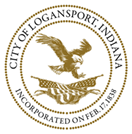 CITY OF LOGANSPORT, INDIANA
INCORPORATED ON FEB. 17, 1838